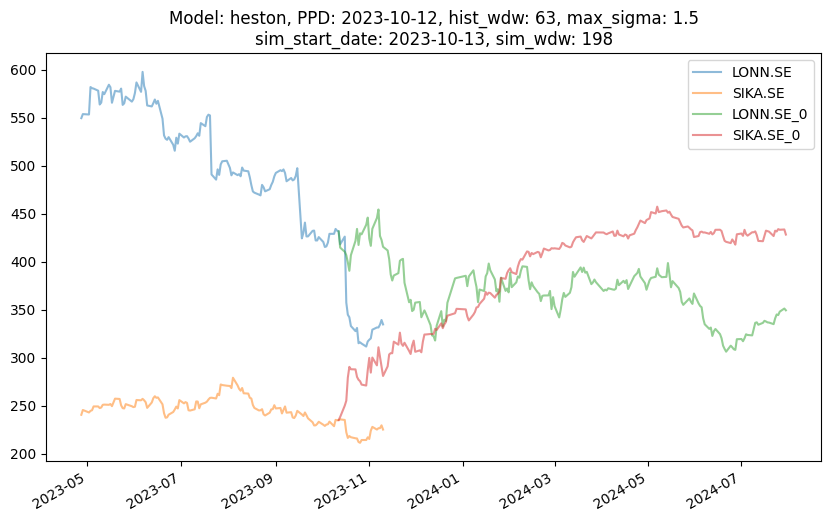 Model: heston, PPD: 2023-10-12, hist_wdw: 63, max_sigma: 1.5
sim_start_date: 2023-10-13, sim_wdw: 198
600
550
500
450
400
350
300
250
200
LONN.SE
SIKA.SE
LONN.SE_0
SIKA.SE_0
2023-05
2023-07
2023-09
2023-11
2024-01
2024-03
2024-05
2024-07